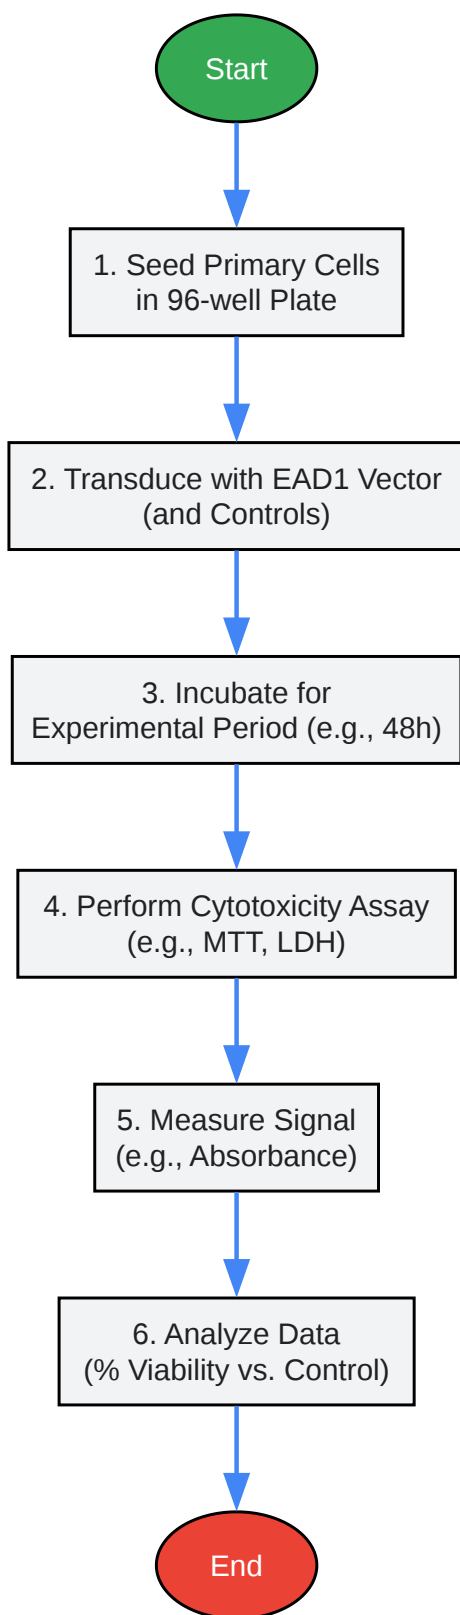 Start
1. Seed Primary Cells
in 96-well Plate
2. Transduce with EAD1 Vector
(and Controls)
3. Incubate for
Experimental Period (e.g., 48h)
4. Perform Cytotoxicity Assay
(e.g., MTT, LDH)
5. Measure Signal
(e.g., Absorbance)
6. Analyze Data
(% Viability vs. Control)
End